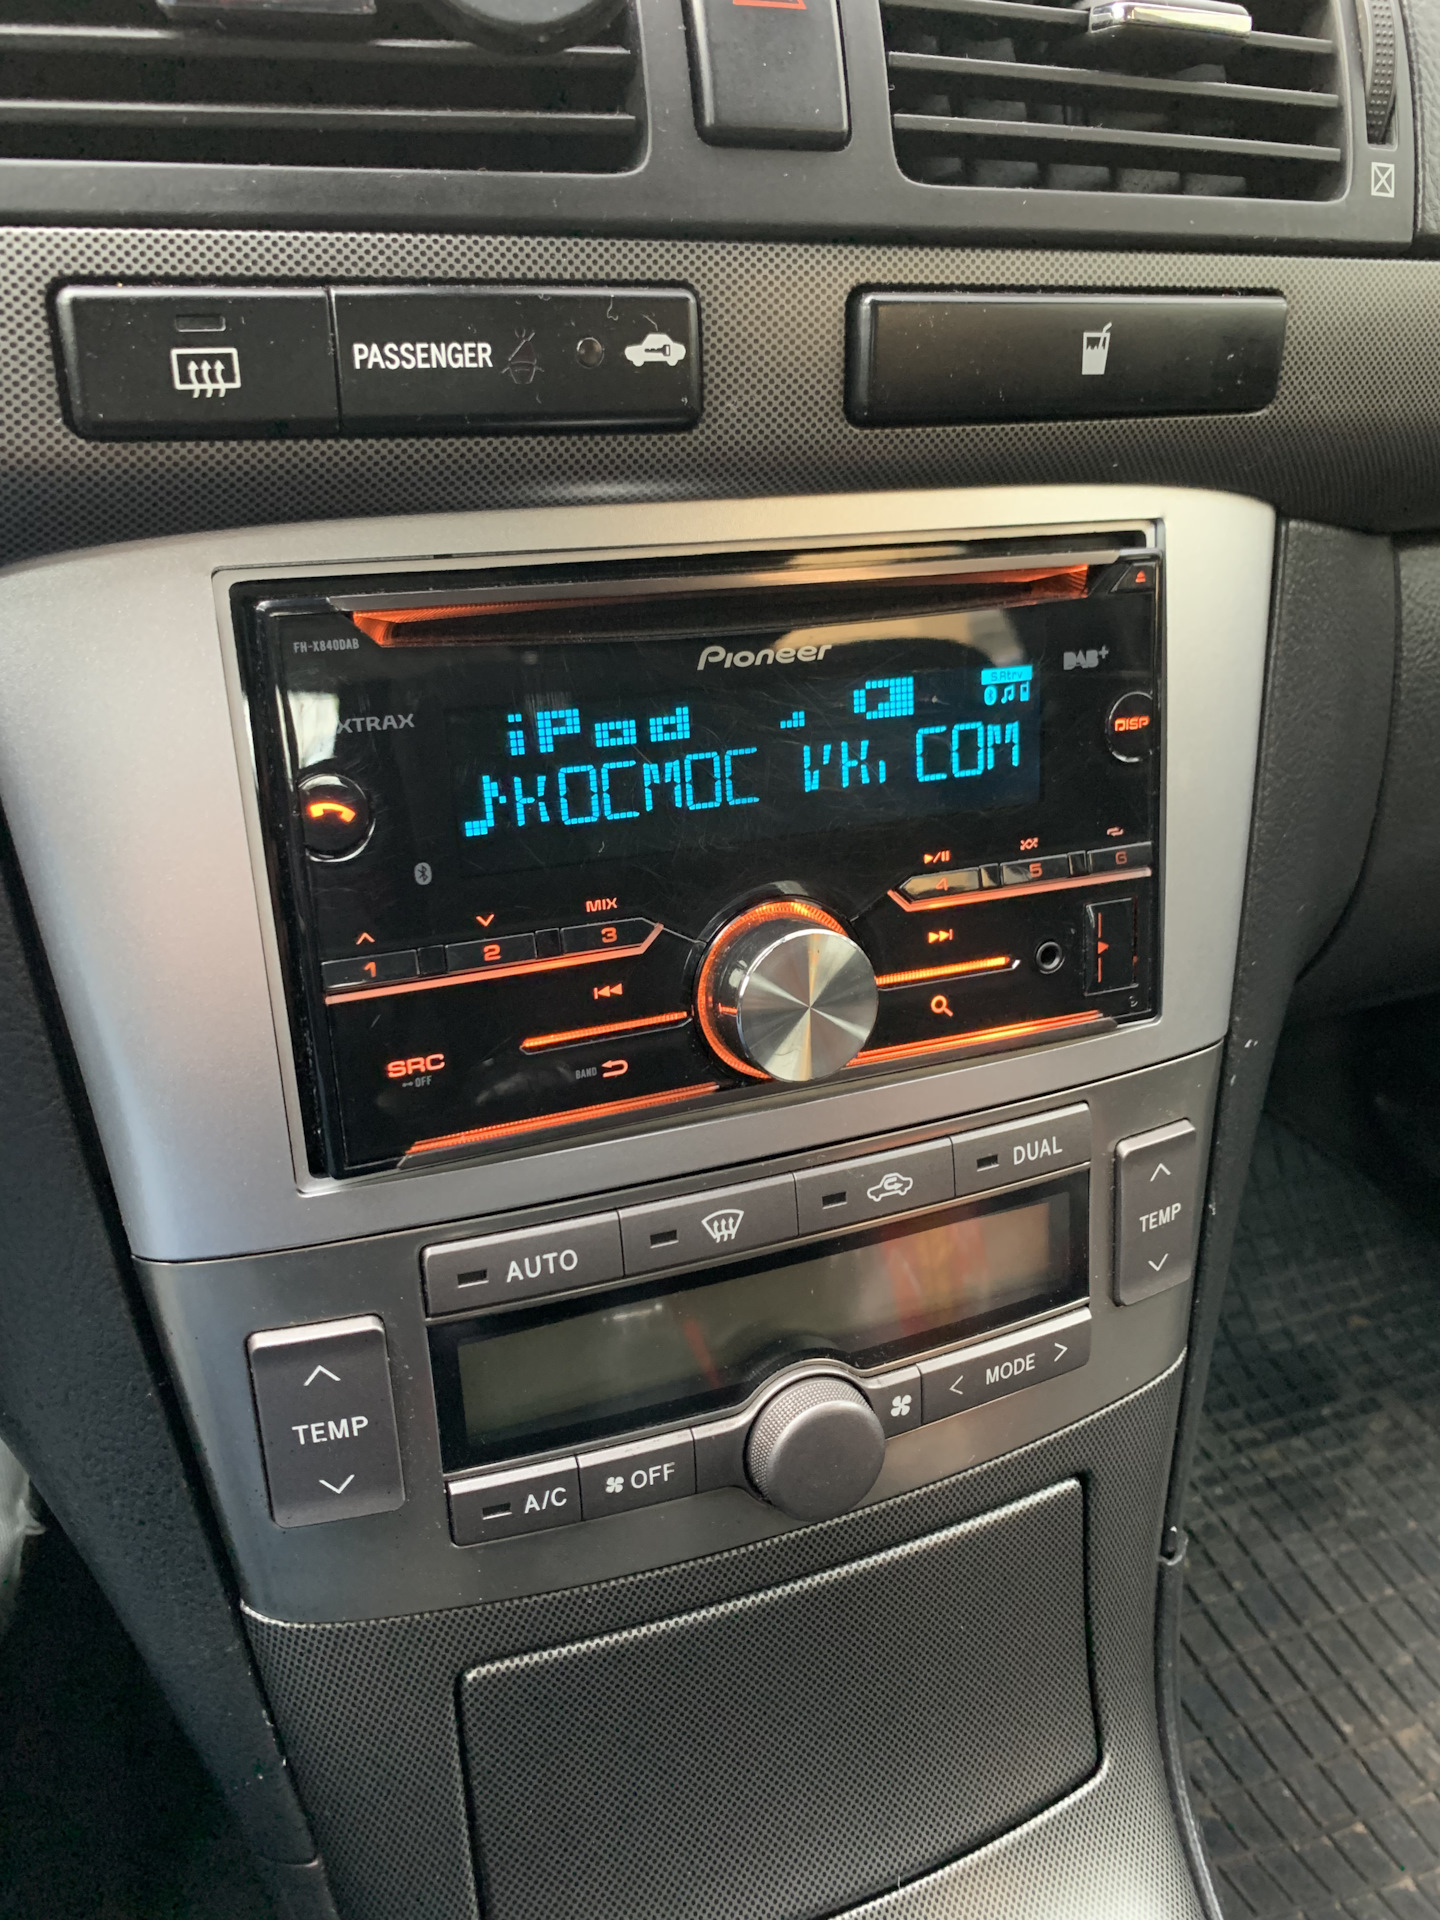 PASSENGER
FH-X840DAB
Pioneer
DAB+
S.Rtrv
XTRAX
iPod
DISP
КОСМОС VK. COM
1
2
MIX
3
4
5
6
SRC
OFF
BAND
AUTO
DUAL
TEMP
TEMP
MODE
A/C
OFF